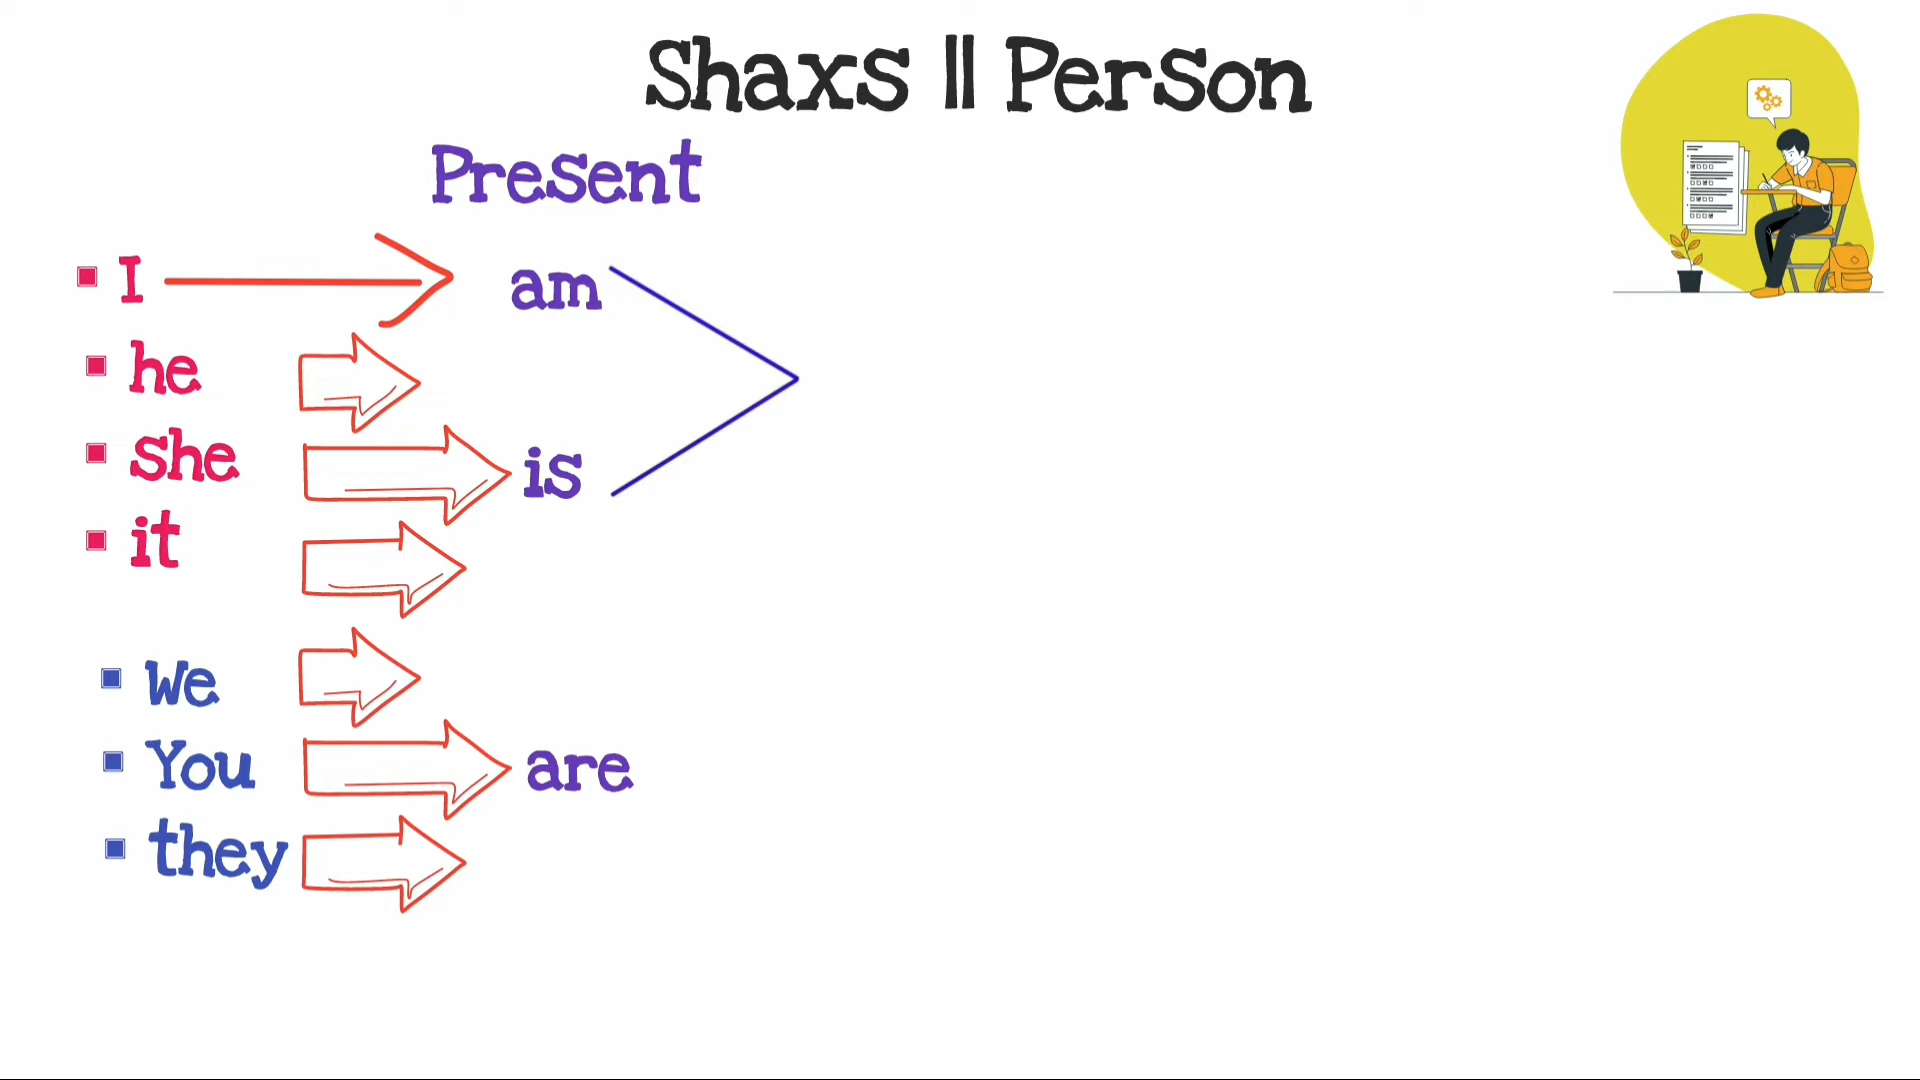 Shaxs || Person
Present
I am
he
she is
it
We
You are
they